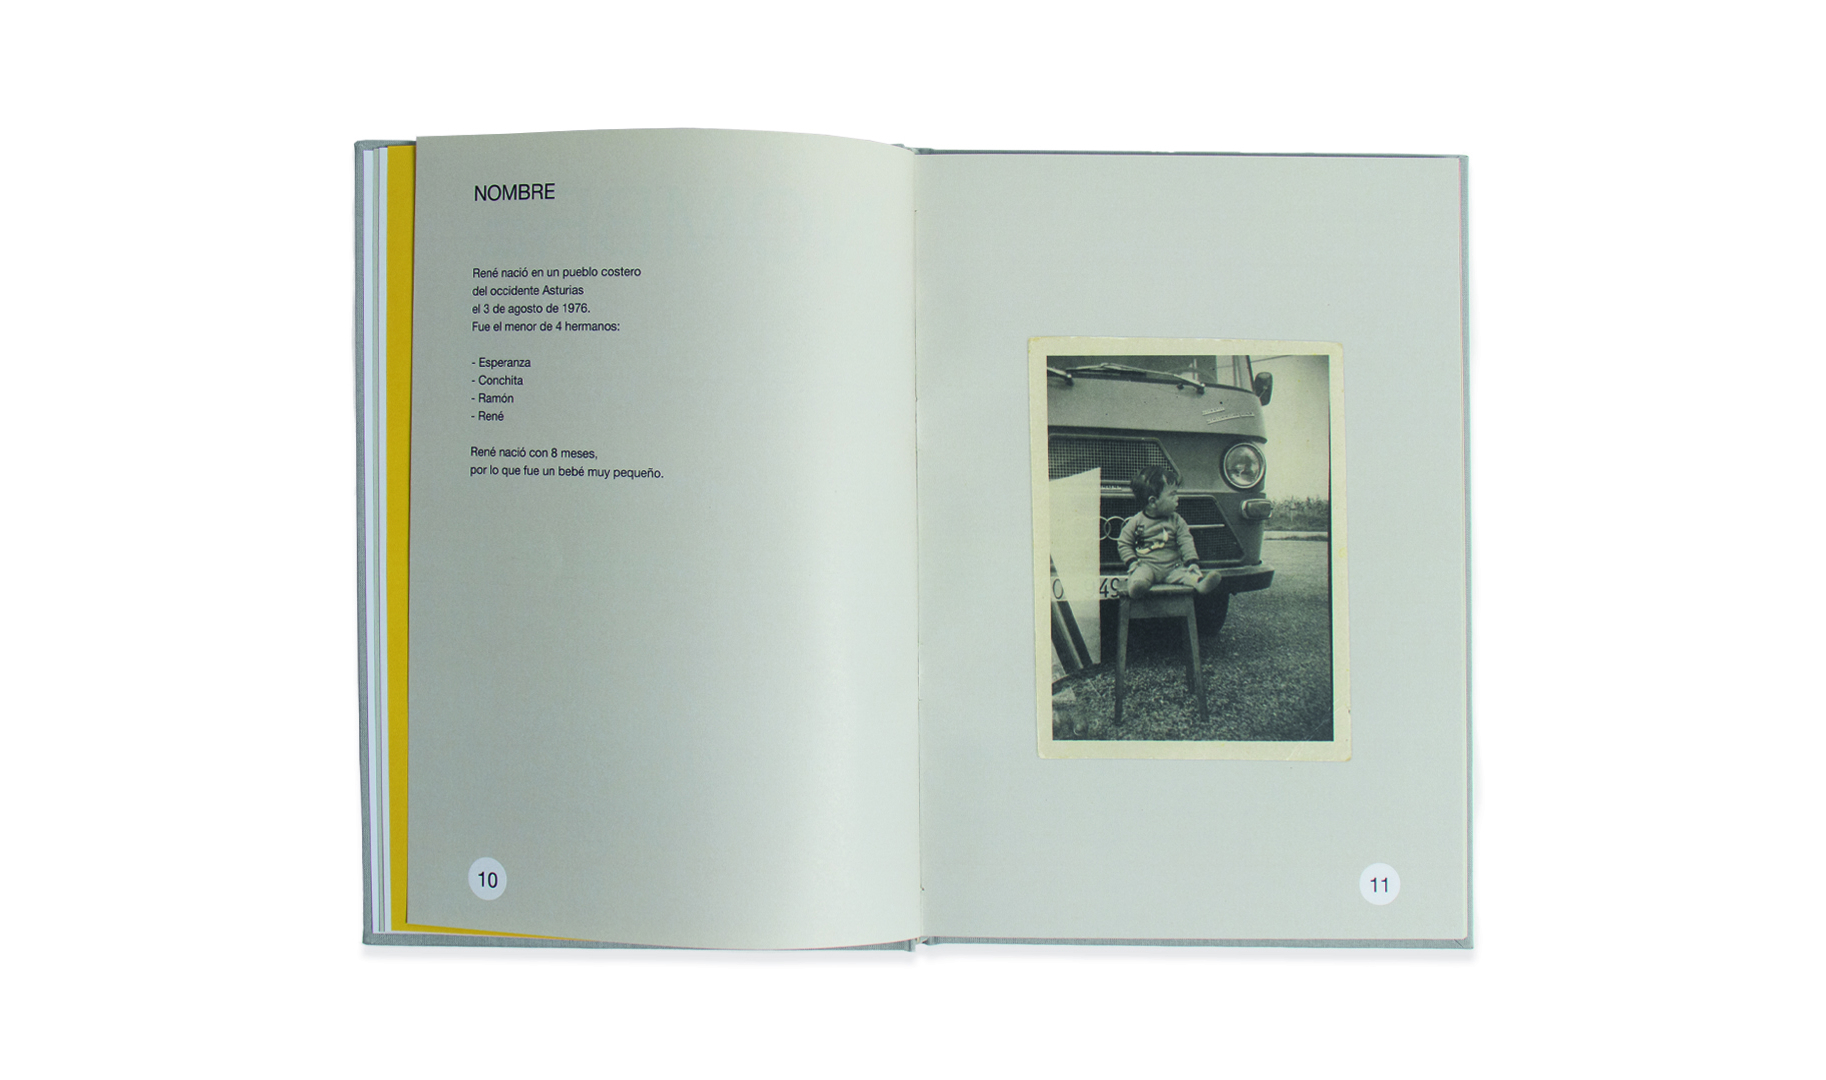 NOMBRE
René nació en un pueblo costero
del occidente Asturias
el 3 de agosto de 1976.
Fue el menor de 4 hermanos:
- Esperanza
- Conchita
- Ramón
- René
René nació con 8 meses,
por lo que fue un bebé muy pequeño.
10
49
11